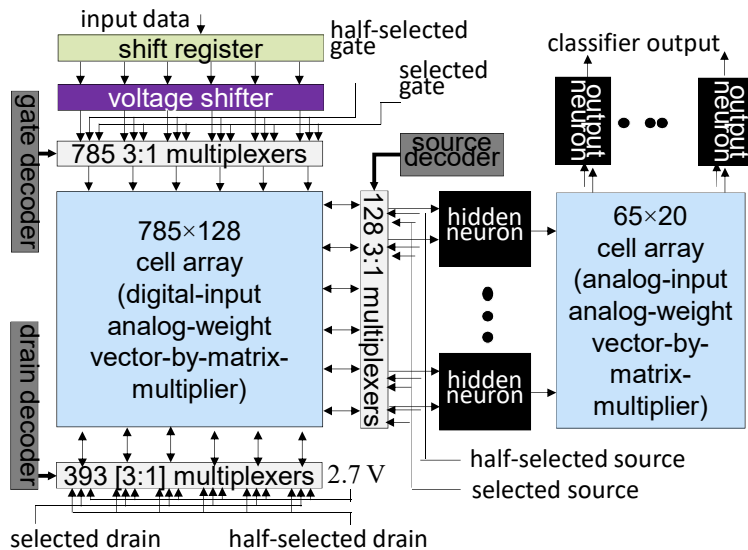 input data
half-selected
gate
classifier output
shift register
selected
gate
voltage shifter
gate decoder
source
decoder
output
neuron
output
neuron
785 3:1 multiplexers
785×128
cell array
(digital-input
analog-weight
vector-by-matrix-
multiplier)
128 3:1 multiplexers
hidden
neuron
65×20
cell array
(analog-input
analog-weight
vector-by-
matrix-
multiplier)
drain decoder
hidden
neuron
393 [3:1] multiplexers
2.7 V
half-selected source
selected source
selected drain
half-selected drain